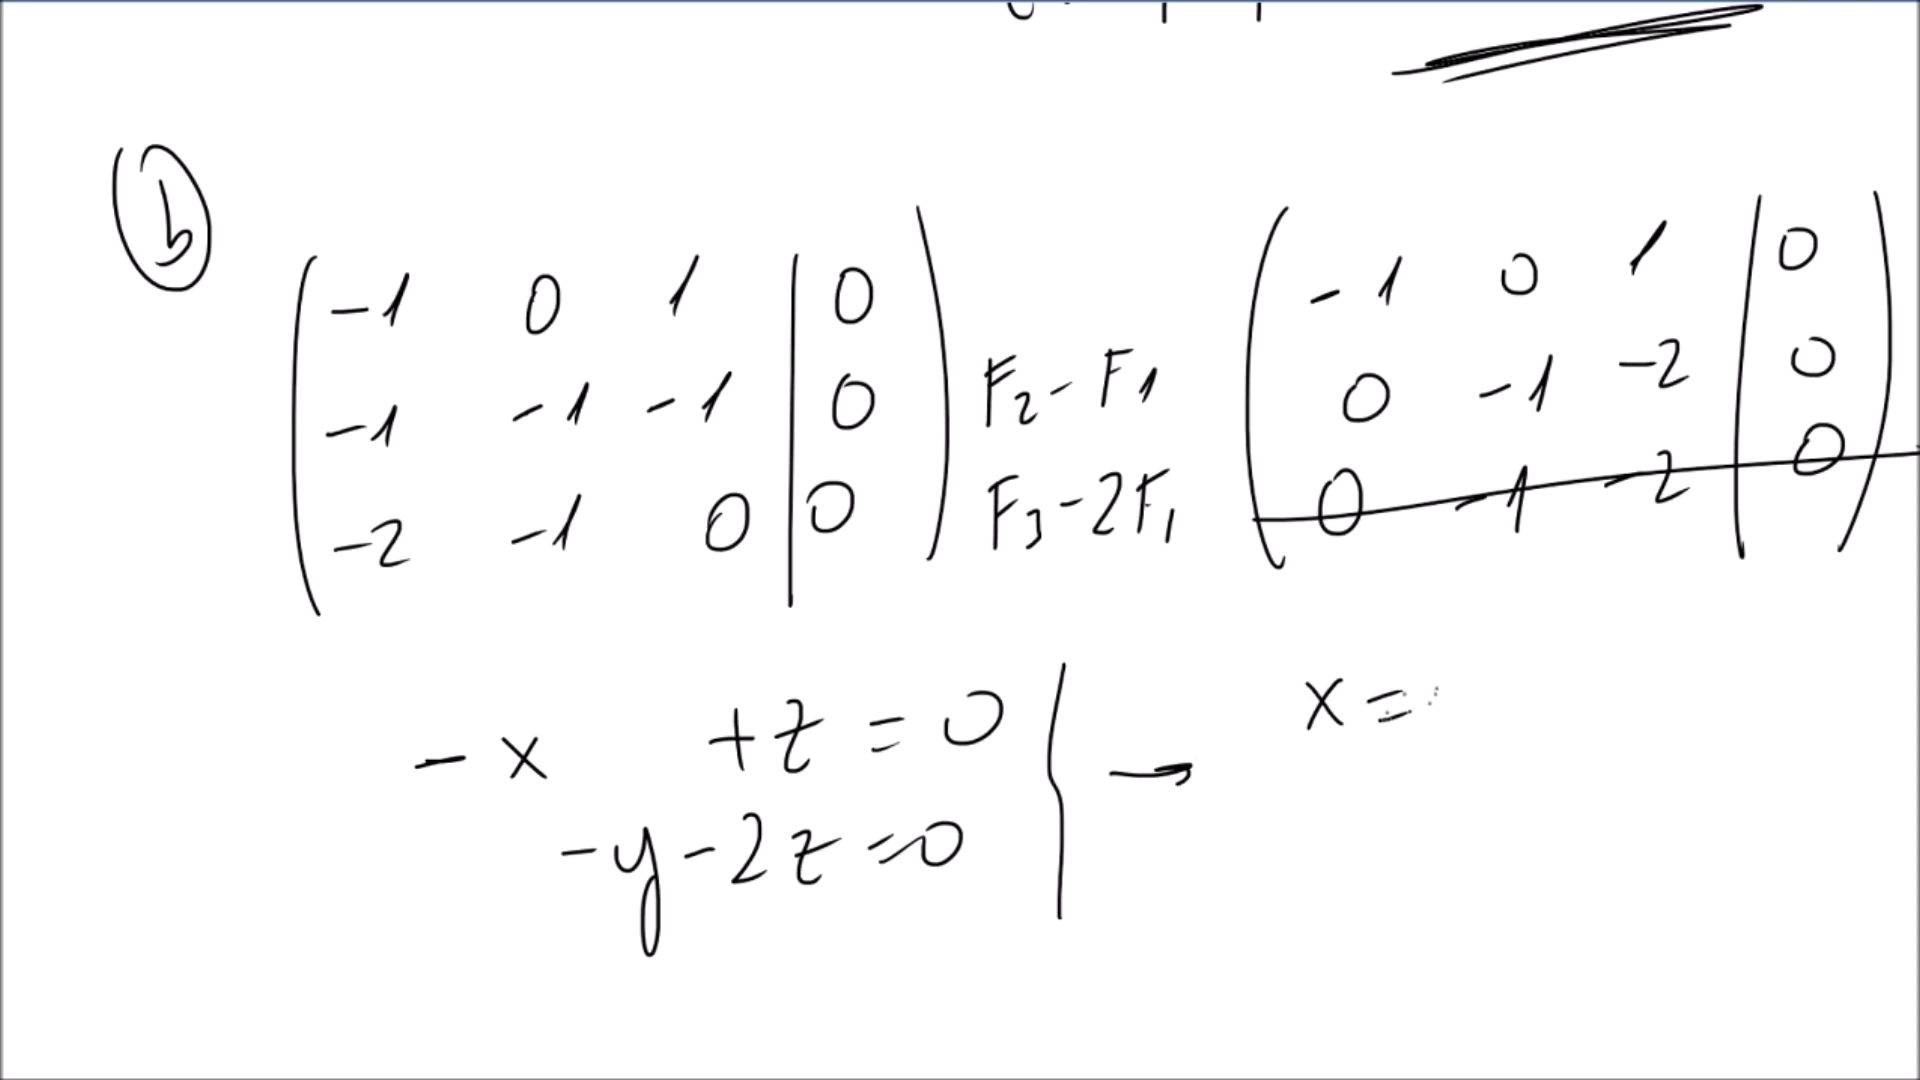 b
-1 0 1 | 0
-1 -1 -1 | 0
-2 -1 0 | 0
F2 - F1
F3 - 2F1
-1 0 1 | 0
0 -1 -2 | 0
0 -1 -2 | 0
-x +z = 0
-y - 2z = 0
→ x =